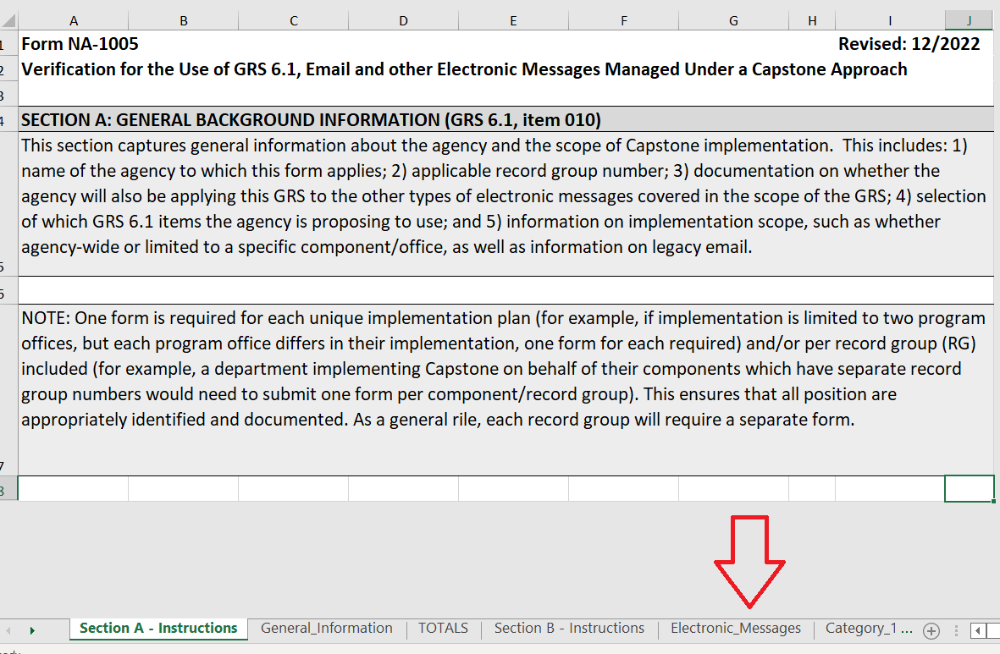 A B C D E F G H I J
1 Form NA-1005 Revised: 12/2022
2 Verification for the Use of GRS 6.1, Email and other Electronic Messages Managed Under a Capstone Approach
3
4 SECTION A: GENERAL BACKGROUND INFORMATION (GRS 6.1, item 010)
This section captures general information about the agency and the scope of Capstone implementation. This includes: 1)
name of the agency to which this form applies; 2) applicable record group number; 3) documentation on whether the
agency will also be applying this GRS to the other types of electronic messages covered in the scope of the GRS; 4) selection
of which GRS 6.1 items the agency is proposing to use; and 5) information on implementation scope, such as whether
agency-wide or limited to a specific component/office, as well as information on legacy email.
5
6
NOTE: One form is required for each unique implementation plan (for example, if implementation is limited to two program
offices, but each program office differs in their implementation, one form for each required) and/or per record group (RG)
included (for example, a department implementing Capstone on behalf of their components which have separate record
group numbers would need to submit one form per component/record group). This ensures that all position are
appropriately identified and documented. As a general rile, each record group will require a separate form.
7
8
Section A - Instructions General_Information TOTALS Section B - Instructions Electronic_Messages Category_1 ...